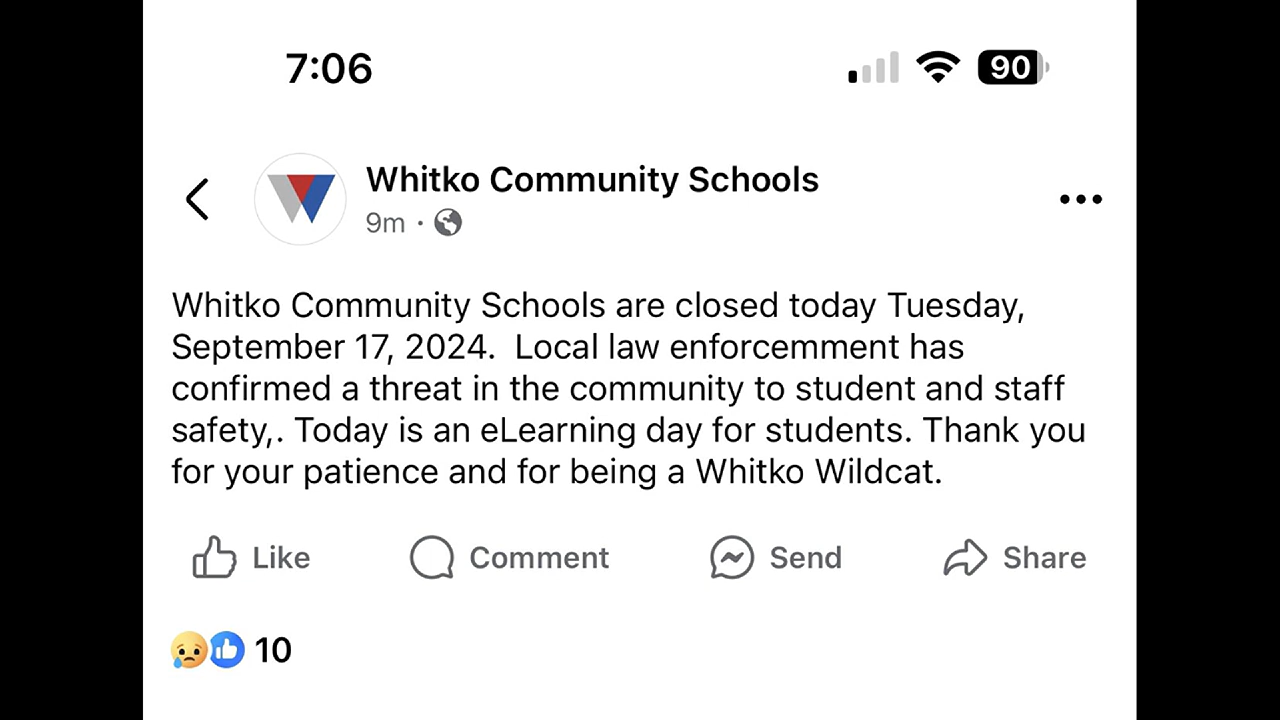 7:06
90
Whitko Community Schools
9m ·
Whitko Community Schools are closed today Tuesday,
September 17, 2024.  Local law enforcemment has
confirmed a threat in the community to student and staff
safety,. Today is an eLearning day for students. Thank you
for your patience and for being a Whitko Wildcat.
Like Comment Send Share
10